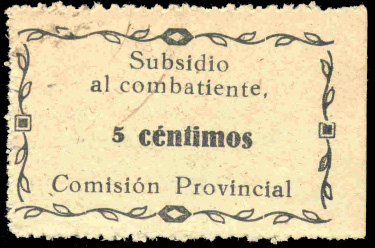 Subsidio
al combatiente,
5 céntimos
Comisión Provincial